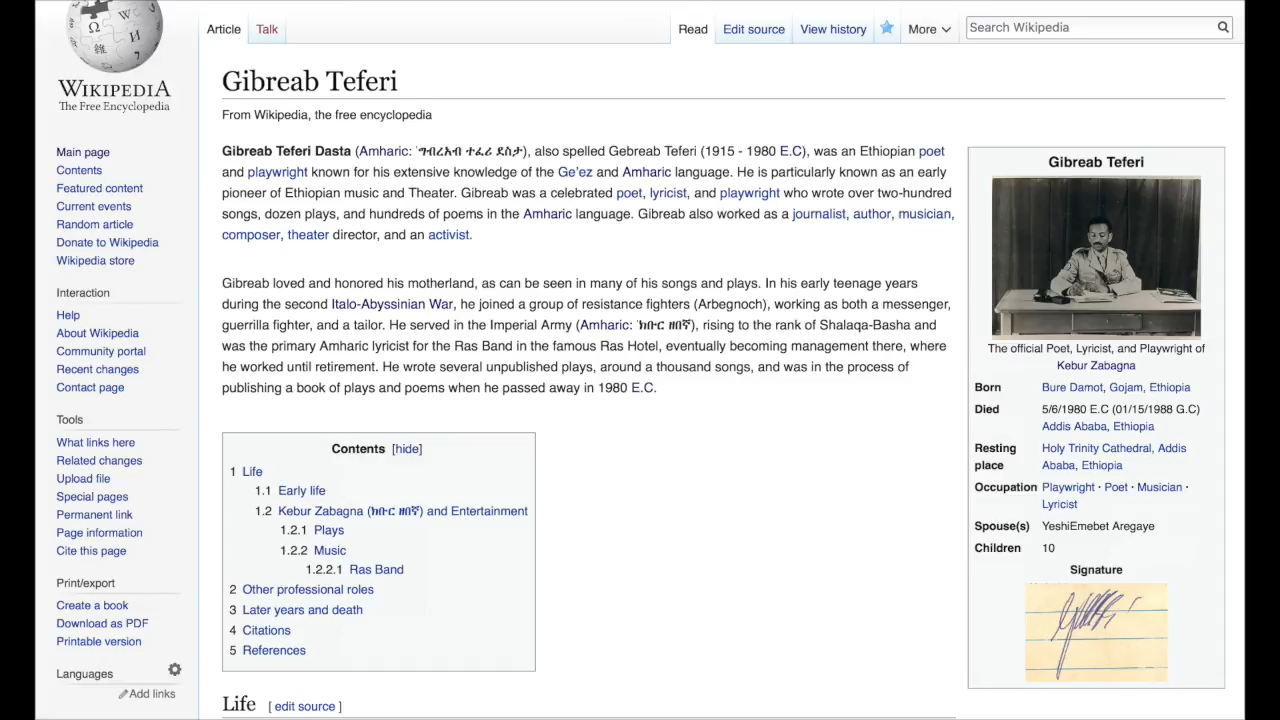 Article
Talk
Read
Edit source
View history
More
Search Wikipedia
WIKIPEDIA
The Free Encyclopedia
Main page
Contents
Featured content
Current events
Random article
Donate to Wikipedia
Wikipedia store
Interaction
Help
About Wikipedia
Community portal
Recent changes
Contact page
Tools
What links here
Related changes
Upload file
Special pages
Permanent link
Page information
Cite this page
Print/export
Create a book
Download as PDF
Printable version
Languages
Add links
Gibreab Teferi
From Wikipedia, the free encyclopedia
Gibreab Teferi Dasta (Amharic: ˈግብረአብ ተፈሪ ደስታ), also spelled Gebreab Teferi (1915 - 1980 E.C), was an Ethiopian poet
and playwright known for his extensive knowledge of the Ge’ez and Amharic language. He is particularly known as an early
pioneer of Ethiopian music and Theater. Gibreab was a celebrated poet, lyricist, and playwright who wrote over two-hundred
songs, dozen plays, and hundreds of poems in the Amharic language. Gibreab also worked as a journalist, author, musician,
composer, theater director, and an activist.
Gibreab loved and honored his motherland, as can be seen in many of his songs and plays. In his early teenage years
during the second Italo-Abyssinian War, he joined a group of resistance fighters (Arbegnoch), working as both a messenger,
guerrilla fighter, and a tailor. He served in the Imperial Army (Amharic: ˈክቡር ዘበኛ), rising to the rank of Shalaqa-Basha and
was the primary Amharic lyricist for the Ras Band in the famous Ras Hotel, eventually becoming management there, where
he worked until retirement. He wrote several unpublished plays, around a thousand songs, and was in the process of
publishing a book of plays and poems when he passed away in 1980 E.C.
Contents [hide]
1 Life
1.1 Early life
1.2 Kebur Zabagna (ክቡር ዘበኛ) and Entertainment
1.2.1 Plays
1.2.2 Music
1.2.2.1 Ras Band
2 Other professional roles
3 Later years and death
4 Citations
5 References
Life [ edit source ]
Gibreab Teferi
The official Poet, Lyricist, and Playwright of
Kebur Zabagna
Born Bure Damot, Gojam, Ethiopia
Died 5/6/1980 E.C (01/15/1988 G.C)
Addis Ababa, Ethiopia
Resting Holy Trinity Cathedral, Addis
place Ababa, Ethiopia
Occupation Playwright · Poet · Musician ·
Lyricist
Spouse(s) YeshiEmebet Aregaye
Children 10
Signature